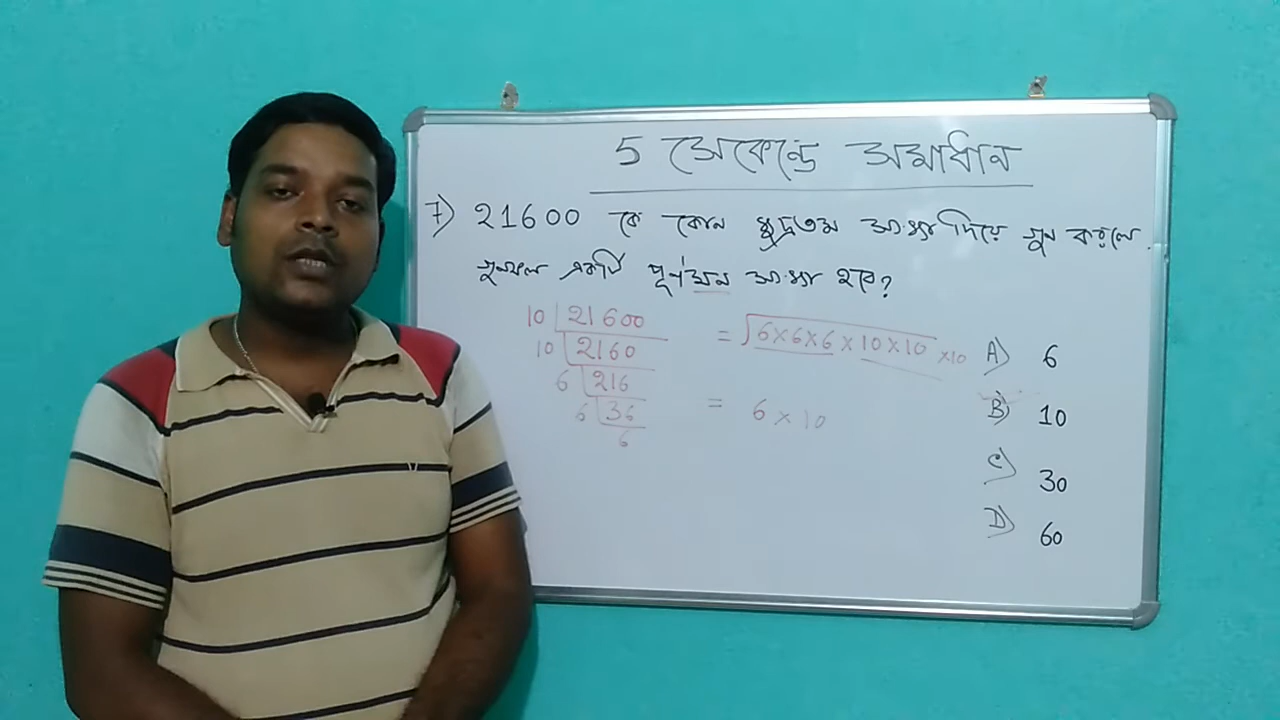 5 সেকেন্ডে সমাধান
7) 21600 কে কোন ক্ষুদ্রতম সংখ্যা দিয়ে গুন করলে
গুনফল একটি পূর্ণঘন সংখ্যা হবে?
10 21600 = √6×6×6×10×10 ×10
10 2160
6 216
6 36 = 6 × 10
6
A) 6
B) 10
C) 30
D) 60